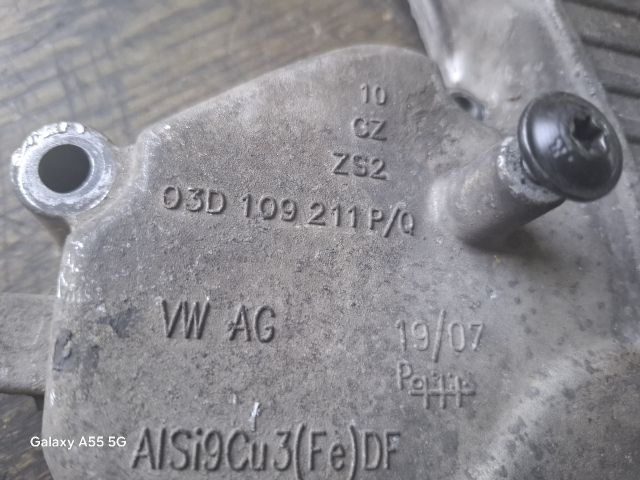 10
CZ
ZS2
03D 109 211 P/Q
VW AG
19/07
AlSi9Cu3(Fe)DF
Galaxy A55 5G